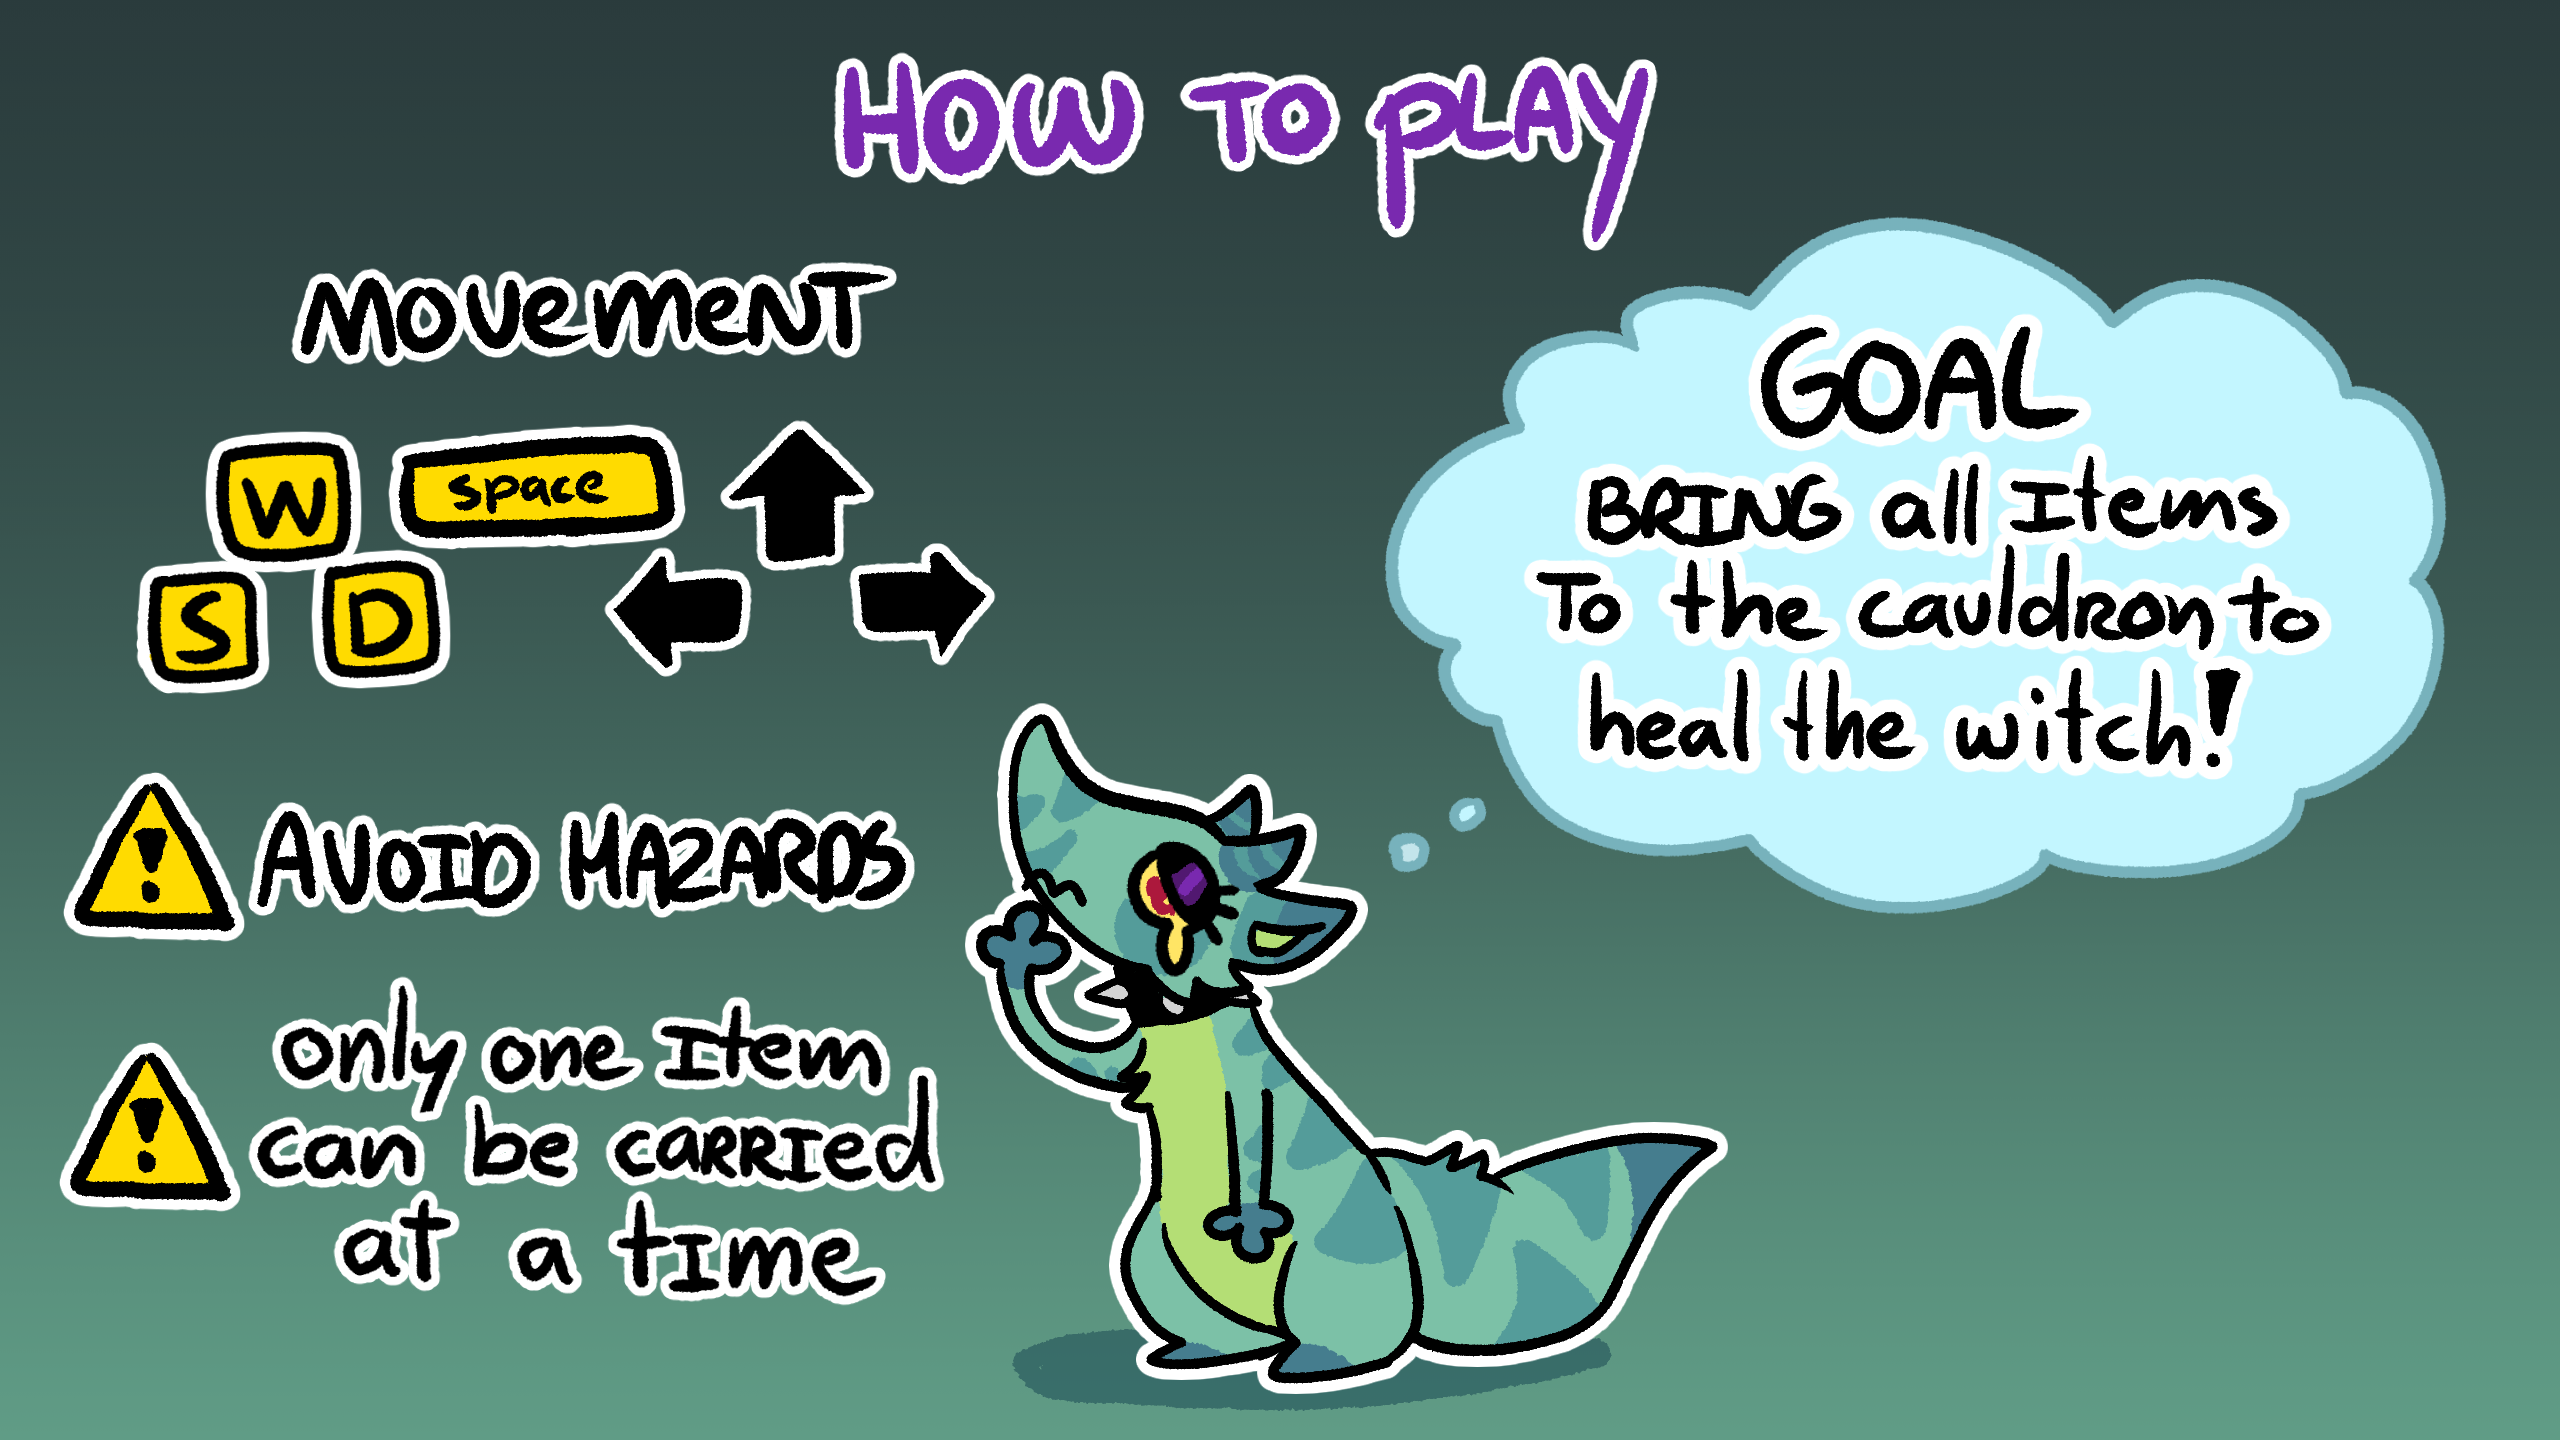 HOW TO PLAY
MOVEMENT
W
space
S
D
GOAL
BRING all Items
To the cauldron to
heal the witch!
!
AVOID HAZARDS
!
only one Item
can be carried
at a time